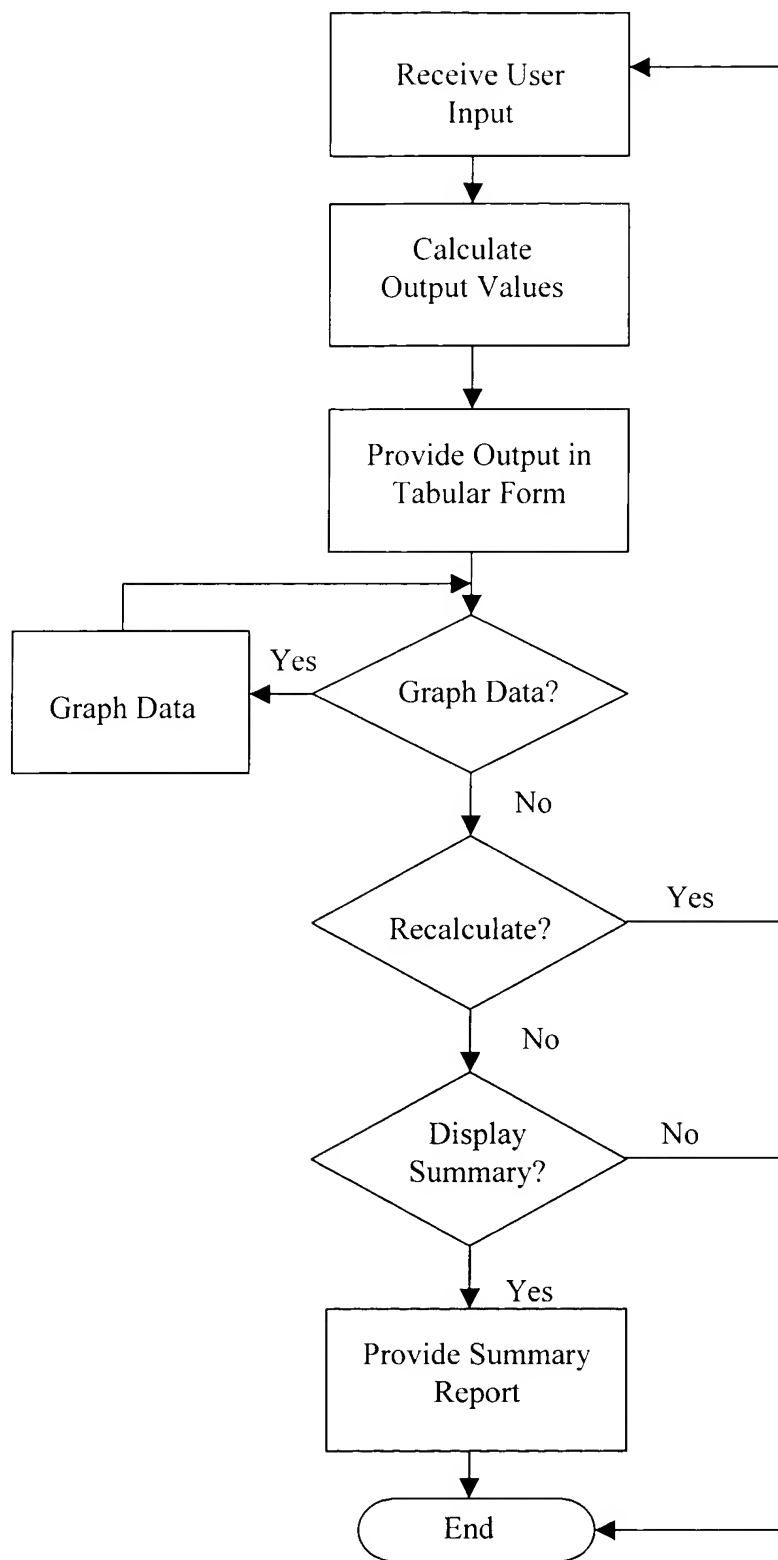 Receive User
Input
Calculate
Output Values
Provide Output in
Tabular Form
Yes
Graph Data
Graph Data?
No
Recalculate?
Yes
No
Display
Summary?
No
Yes
Provide Summary
Report
End